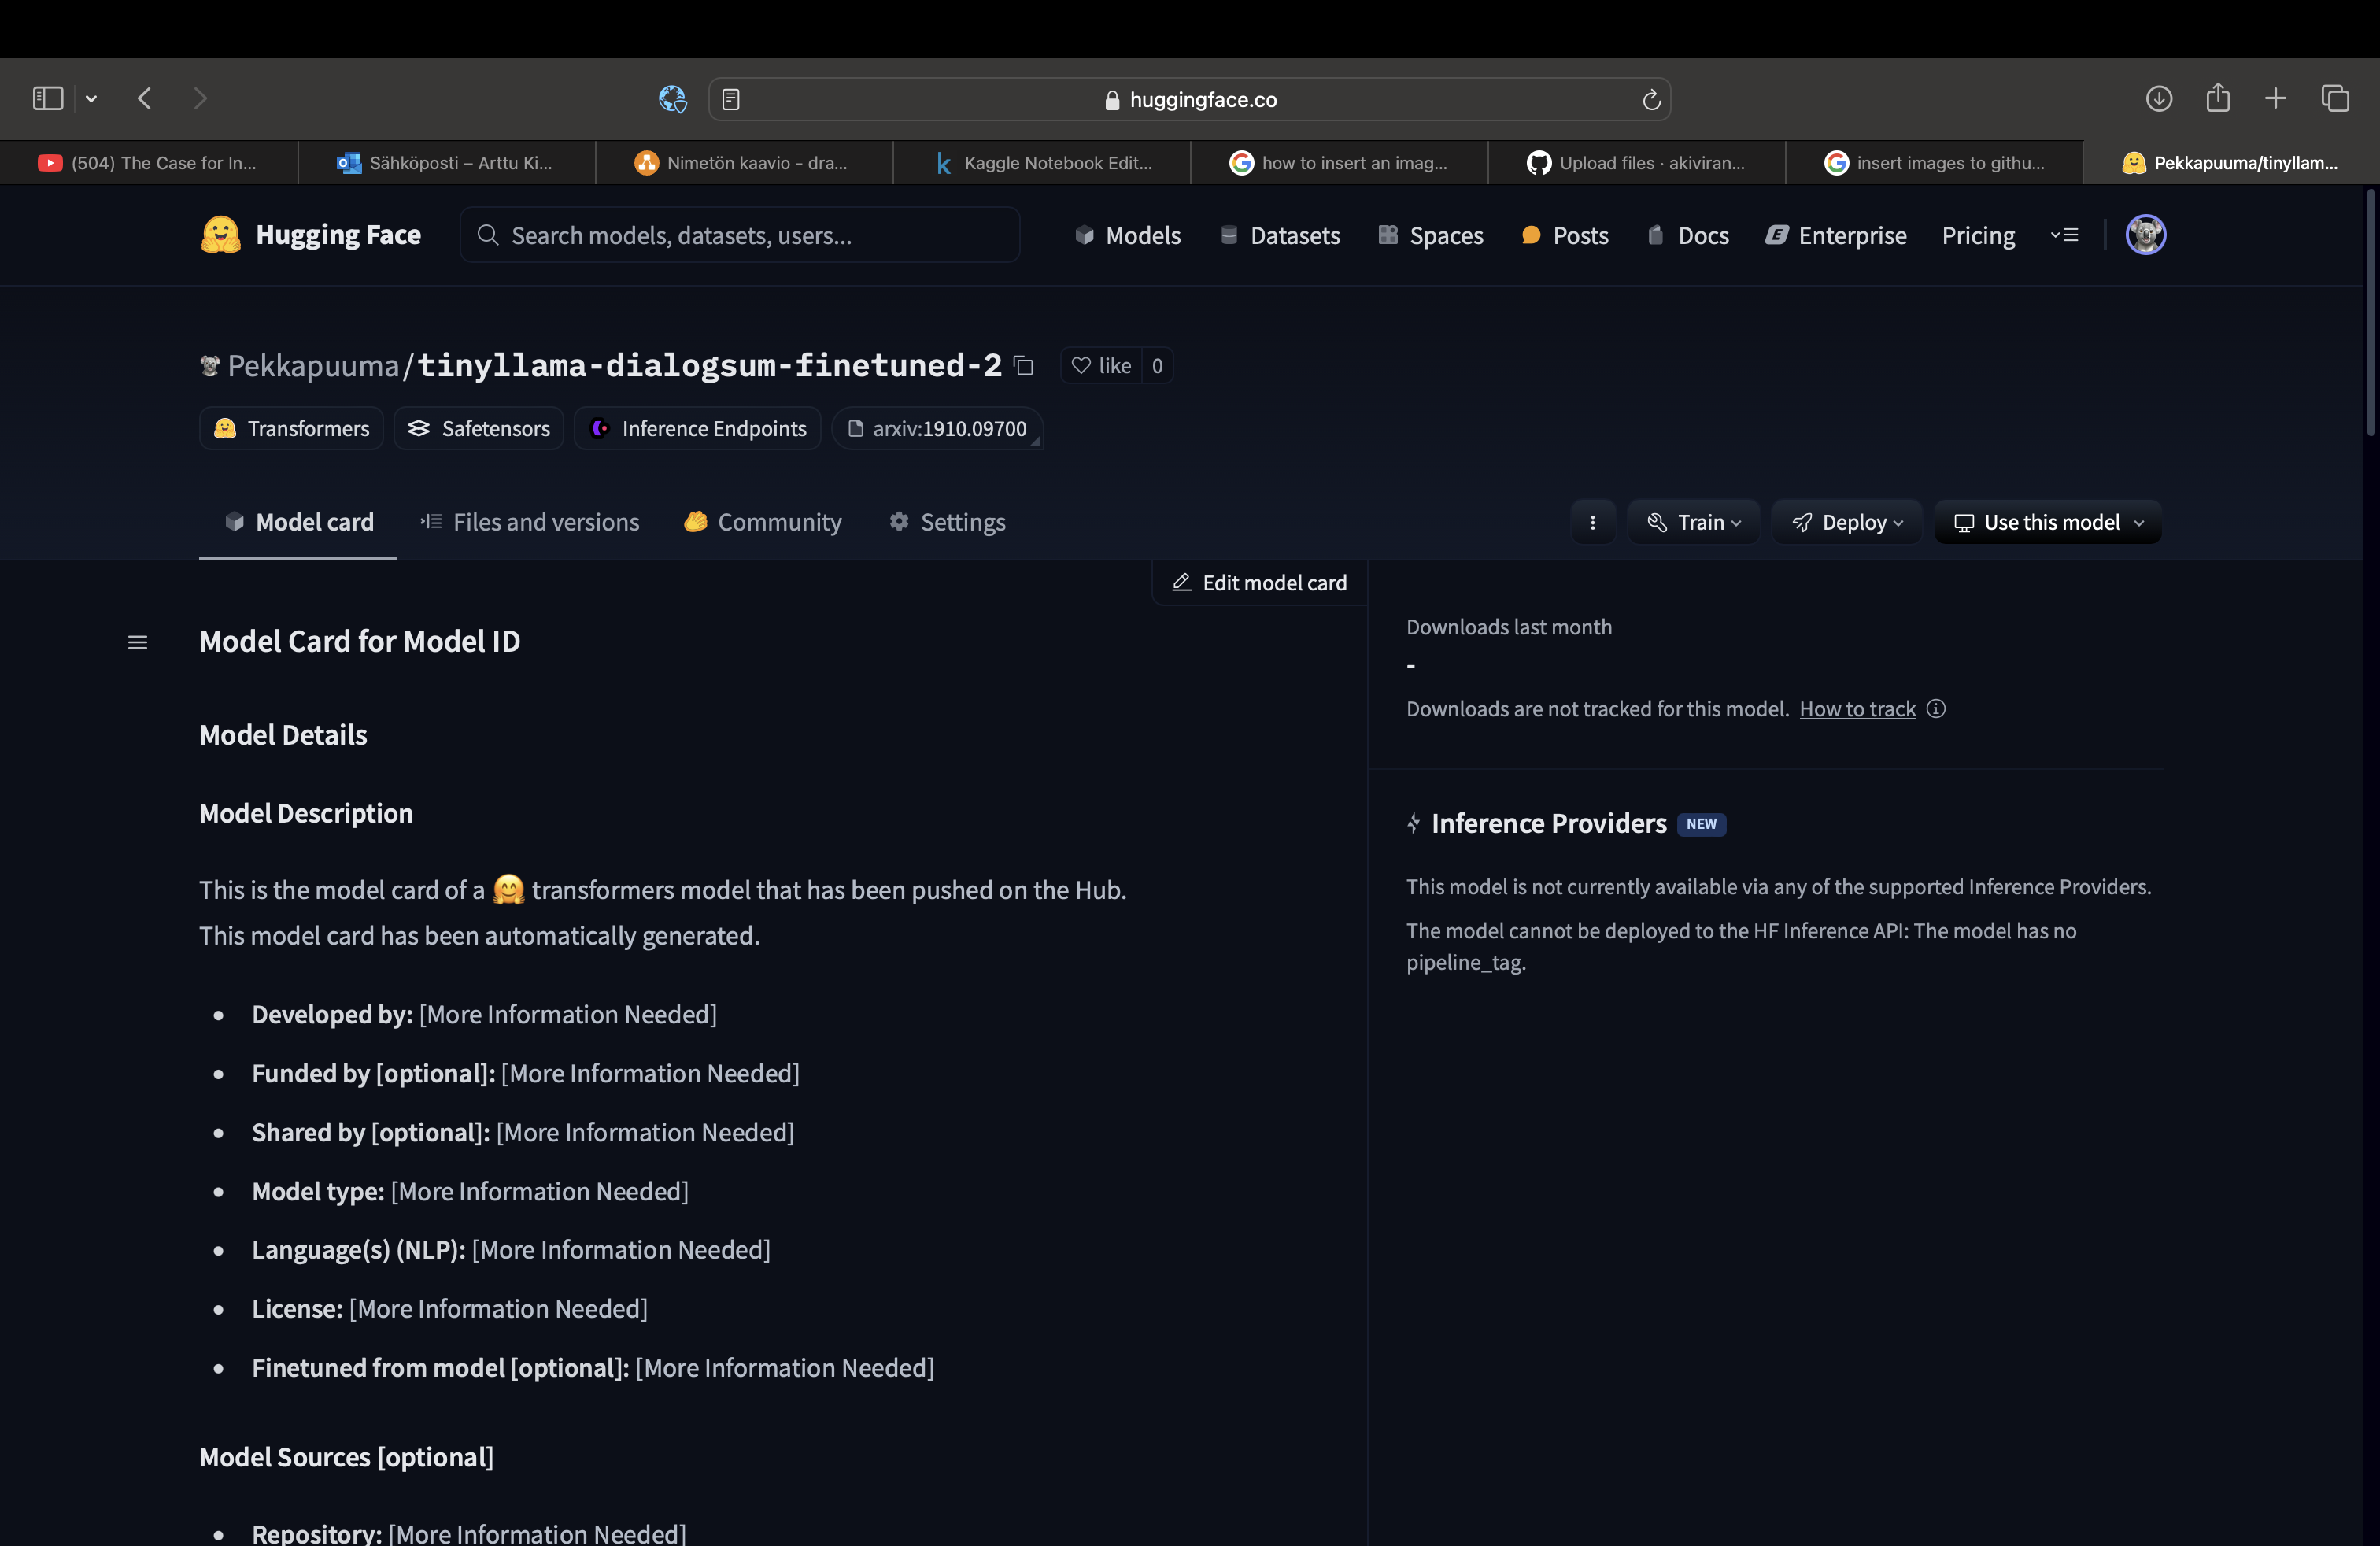 huggingface.co
(504) The Case for In...
Sähköposti – Arttu Ki...
Nimetön kaavio - dra...
Kaggle Notebook Edit...
how to insert an imag...
Upload files · akiviran...
insert images to githu...
Pekkapuuma/tinyllam...
Hugging Face
Search models, datasets, users...
Models
Datasets
Spaces
Posts
Docs
Enterprise
Pricing
Pekkapuuma/tinyllama-dialogsum-finetuned-2
like 0
Transformers
Safetensors
Inference Endpoints
arxiv:1910.09700
Model card
Files and versions
Community
Settings
Train
Deploy
Use this model
Edit model card
Model Card for Model ID
Model Details
Model Description
This is the model card of a 🤗 transformers model that has been pushed on the Hub.
This model card has been automatically generated.
Developed by: [More Information Needed]
Funded by [optional]: [More Information Needed]
Shared by [optional]: [More Information Needed]
Model type: [More Information Needed]
Language(s) (NLP): [More Information Needed]
License: [More Information Needed]
Finetuned from model [optional]: [More Information Needed]
Model Sources [optional]
Repository: [More Information Needed]
Downloads last month
-
Downloads are not tracked for this model. How to track
Inference Providers NEW
This model is not currently available via any of the supported Inference Providers.
The model cannot be deployed to the HF Inference API: The model has no
pipeline_tag.